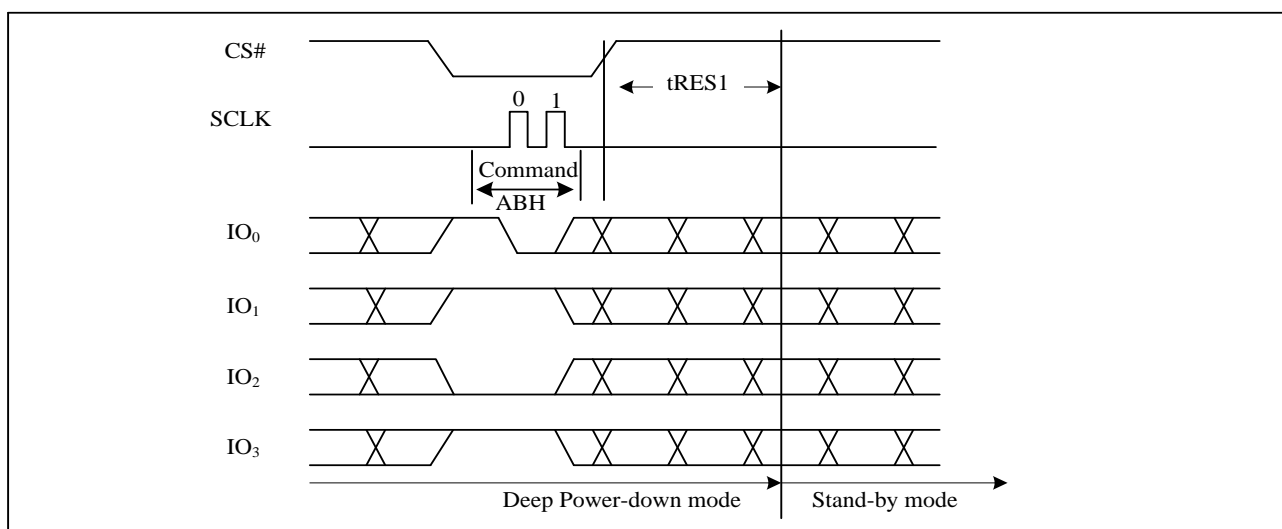 CS#
tRES1
0 1
SCLK
Command
ABH
IO0
IO1
IO2
IO3
Deep Power-down mode Stand-by mode